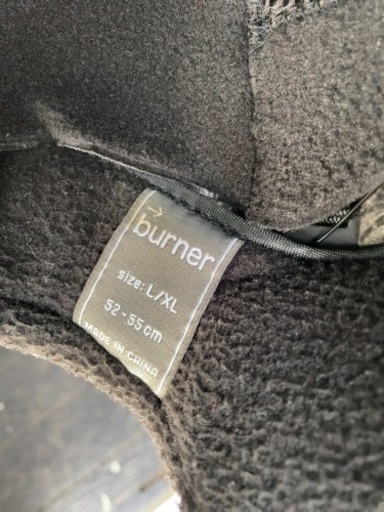 burner
size: L/XL
52-55cm
MADE IN CHINA